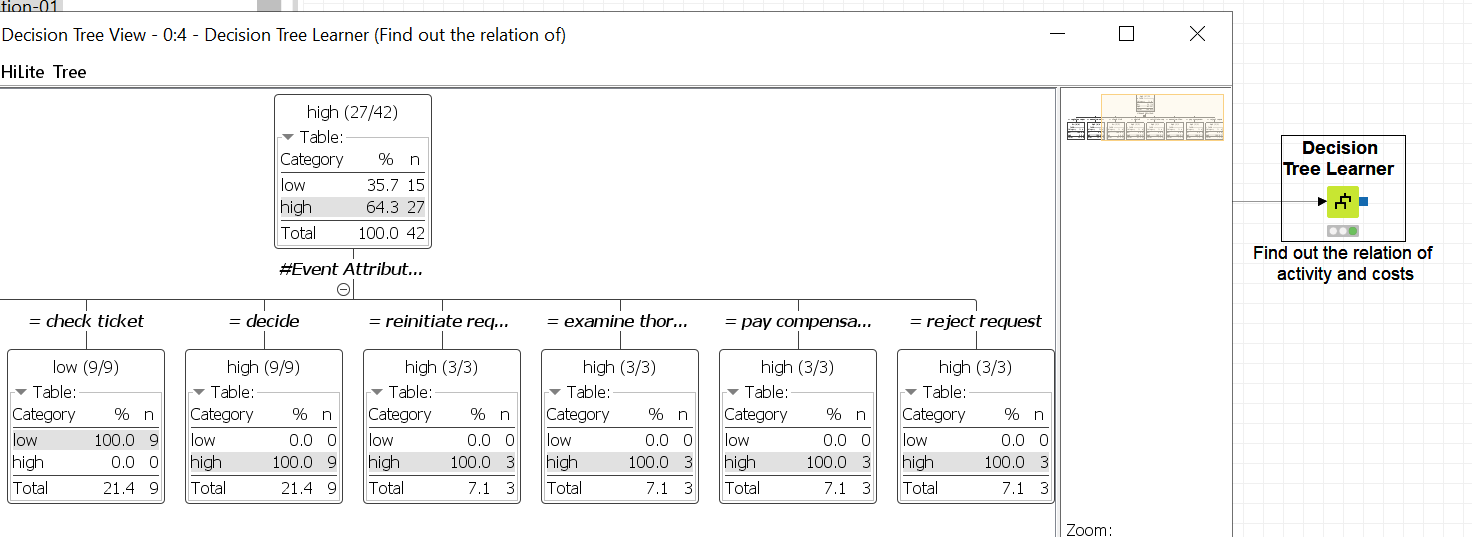 tion-01
Decision Tree View - 0:4 - Decision Tree Learner (Find out the relation of)
HiLite Tree
high (27/42)
Table:
Category % n
low 35.7 15
high 64.3 27
Total 100.0 42
#Event Attribut...
= check ticket
low (9/9)
Table:
Category % n
low 100.0 9
high 0.0 0
Total 21.4 9
= decide
high (9/9)
Table:
Category % n
low 0.0 0
high 100.0 9
Total 21.4 9
= reinitiate req...
high (3/3)
Table:
Category % n
low 0.0 0
high 100.0 3
Total 7.1 3
= examine thor...
high (3/3)
Table:
Category % n
low 0.0 0
high 100.0 3
Total 7.1 3
= pay compensa...
high (3/3)
Table:
Category % n
low 0.0 0
high 100.0 3
Total 7.1 3
= reject request
high (3/3)
Table:
Category % n
low 0.0 0
high 100.0 3
Total 7.1 3
Zoom:
Decision
Tree Learner
Find out the relation of
activity and costs